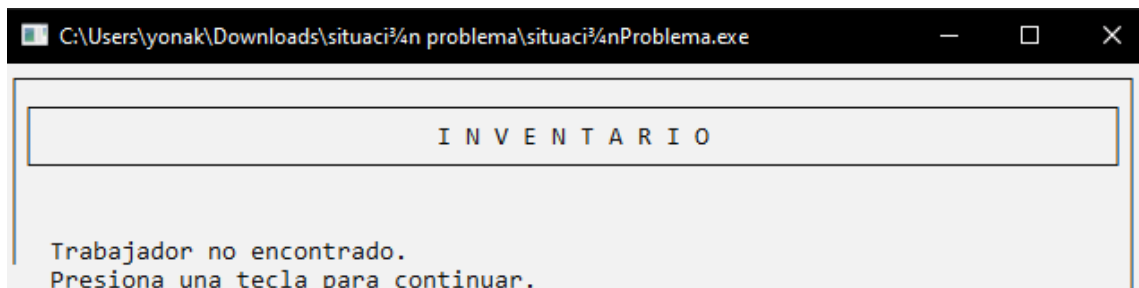 C:\Users\yonak\Downloads\situaci¾n problema\situaci¾nProblema.exe
I N V E N T A R I O
Trabajador no encontrado.
Presiona una tecla para continuar.